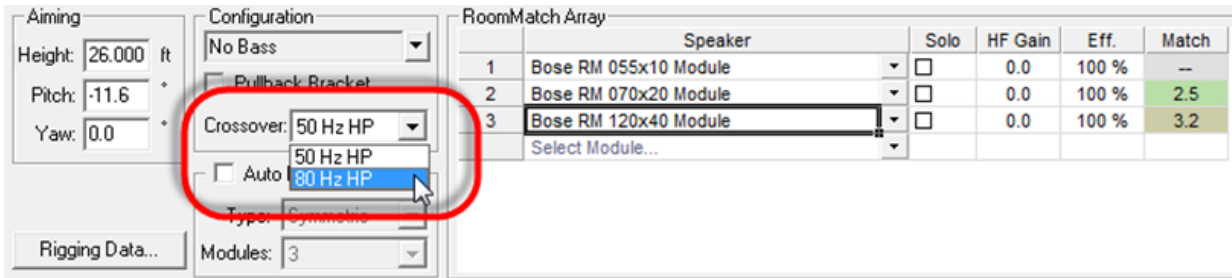 Aiming
Height: 26.000 ft
Pitch: -11.6 °
Yaw: 0.0 °
Rigging Data...
Configuration
No Bass
Pullback Bracket
Crossover: 50 Hz HP
50 Hz HP
80 Hz HP
Auto
Type: Symmetric
Modules: 3
RoomMatch Array
Speaker Solo HF Gain Eff. Match
1 Bose RM 055x10 Module 0.0 100 % --
2 Bose RM 070x20 Module 0.0 100 % 2.5
3 Bose RM 120x40 Module 0.0 100 % 3.2
Select Module...